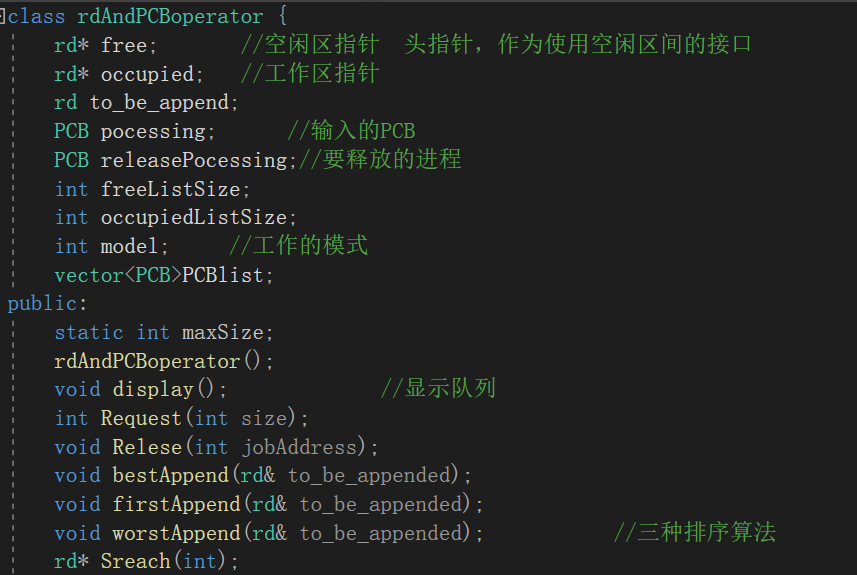 class rdAndPCBoperator {
rd* free; //空闲区指针 头指针，作为使用空闲区间的接口
rd* occupied; //工作区指针
rd to_be_append;
PCB pocessing; //输入的PCB
PCB releasePocessing;//要释放的进程
int freeListSize;
int occupiedListSize;
int model; //工作的模式
vector<PCB>PCBlist;
public:
static int maxSize;
rdAndPCBoperator();
void display(); //显示队列
int Request(int size);
void Relese(int jobAddress);
void bestAppend(rd& to_be_appended);
void firstAppend(rd& to_be_appended);
void worstAppend(rd& to_be_appended); //三种排序算法
rd* Sreach(int);